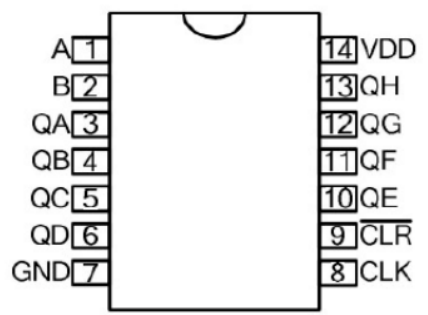 A 1 14 VDD
B 2 13 QH
QA 3 12 QG
QB 4 11 QF
QC 5 10 QE
QD 6 9 C̅L̅R̅
GND 7 8 CLK